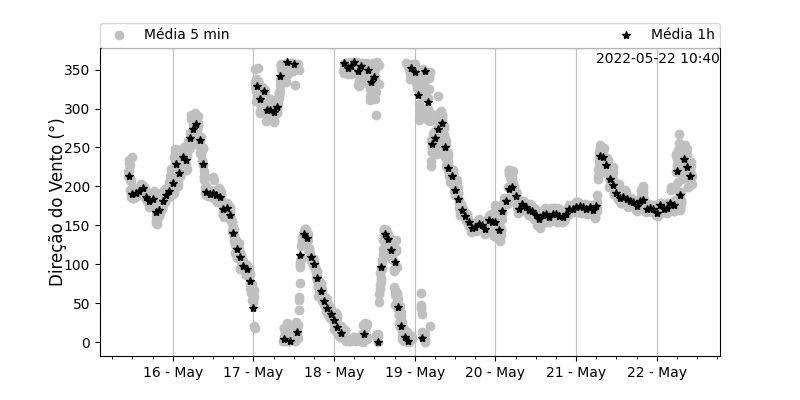 Média 5 min
Média 1h
2022-05-22 10:40
Direção do Vento (°)
350
300
250
200
150
100
50
0
16 - May
17 - May
18 - May
19 - May
20 - May
21 - May
22 - May